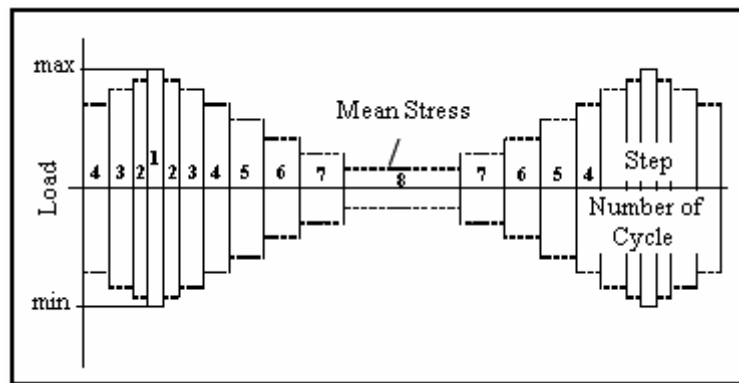 max
Mean Stress
4 3 2 1 2 3 4 5 6 7 8 7 6 5 4 Step
Load
Number of
Cycle
min